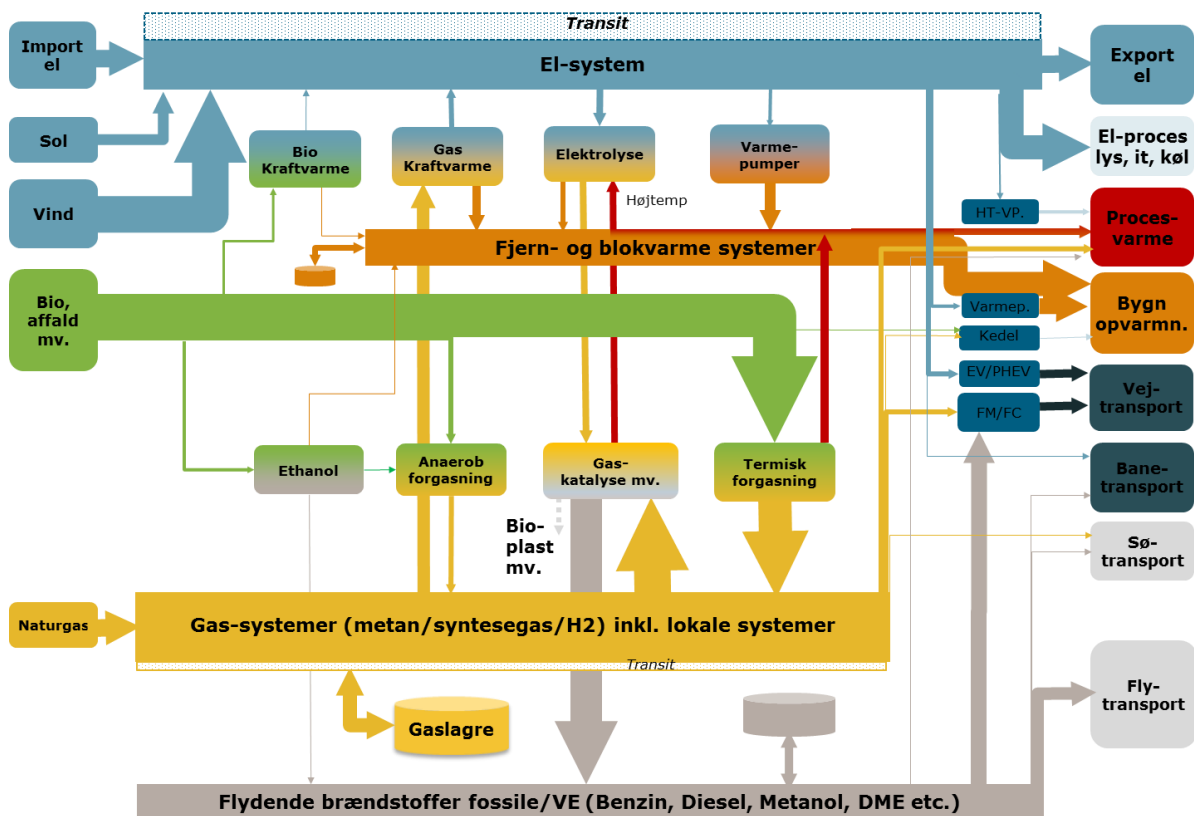 Transit
Import
el
El-system
Export
el
Sol
Bio
Kraftvarme
Gas
Kraftvarme
Elektrolyse
Varme-
pumper
El-proces
lys, it, køl
Vind
Højtemp
HT-VP.
Proces-
varme
Fjern- og blokvarme systemer
Bio,
affald
mv.
Varmep.
Kedel
Bygn
opvarmn.
EV/PHEV
FM/FC
Vej-
transport
Ethanol
Anaerob
forgasning
Gas-
katalyse mv.
Termisk
forgasning
Bane-
transport
Bio-
plast
mv.
Sø-
transport
Naturgas
Gas-systemer (metan/syntesegas/H2) inkl. lokale systemer
Transit
Fly-
transport
Gaslagre
Flydende brændstoffer fossile/VE (Benzin, Diesel, Metanol, DME etc.)